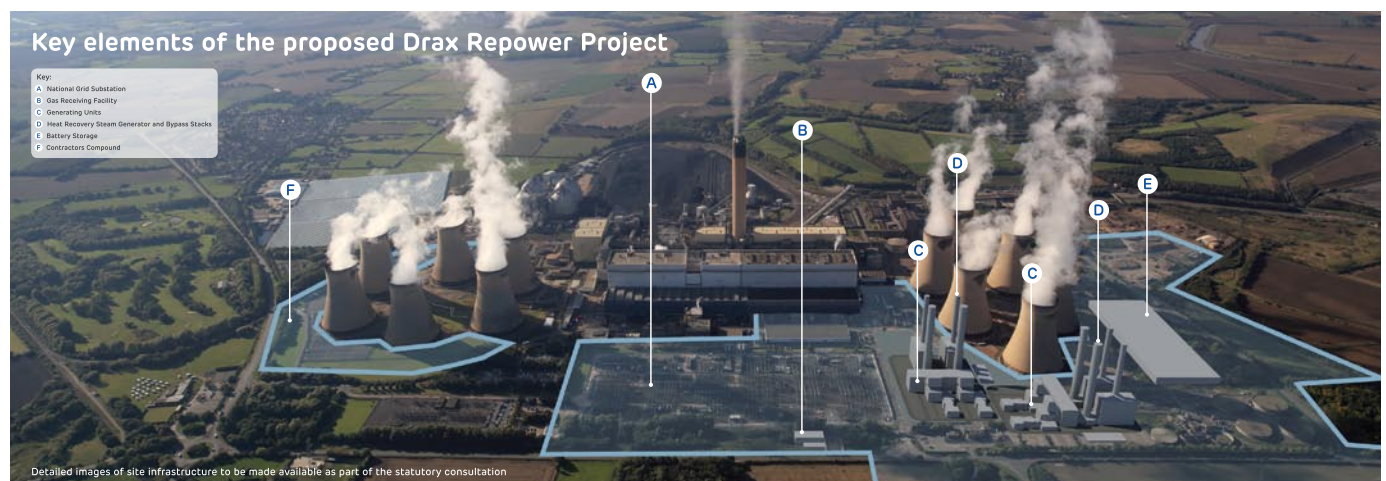 Key elements of the proposed Drax Repower Project
Key:
A National Grid Substation
B Gas Receiving Facility
C Generating Units
D Heat Recovery Steam Generator and Bypass Stacks
E Battery Storage
F Contractors Compound
A
B
D
E
F
D
C
C
Detailed images of site infrastructure to be made available as part of the statutory consultation